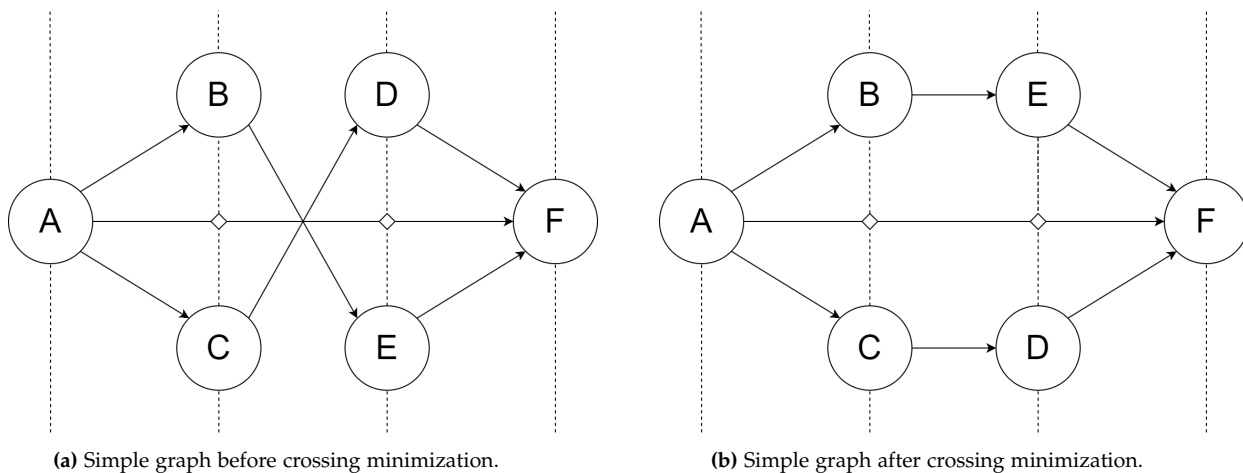 B
D
A
F
C
E
(a) Simple graph before crossing minimization.
B
E
A
F
C
D
(b) Simple graph after crossing minimization.